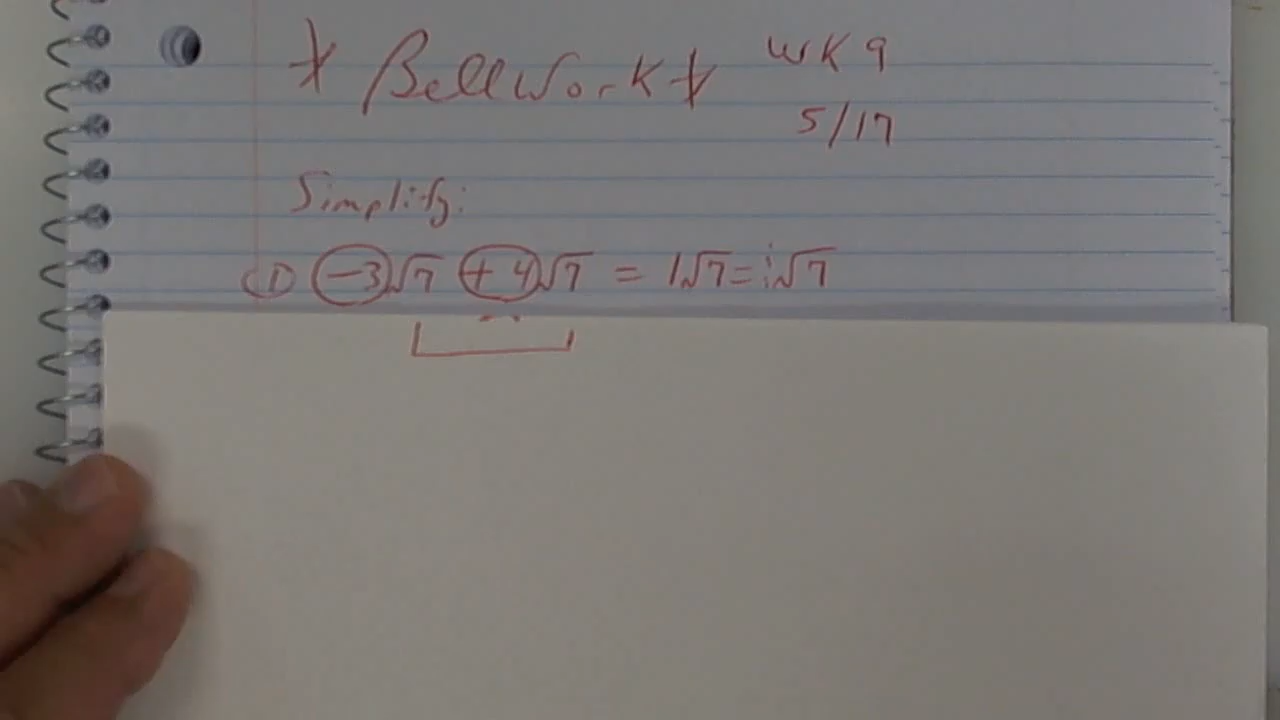 * BellWork * WK 9
5/17
Simplify:
(1) -3√7 +4√7 = 1√7 = i√7